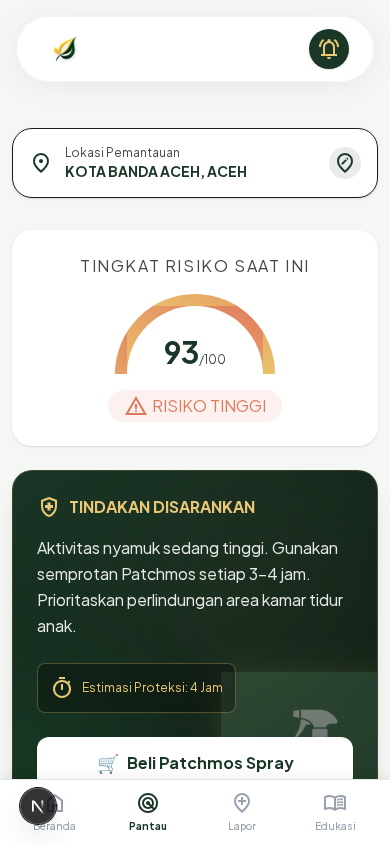 Lokasi Pemantauan
KOTA BANDA ACEH, ACEH
TINGKAT RISIKO SAAT INI
93/100
RISIKO TINGGI
TINDAKAN DISARANKAN
Aktivitas nyamuk sedang tinggi. Gunakan
semprotan Patchmos setiap 3–4 jam.
Prioritaskan perlindungan area kamar tidur
anak.
Estimasi Proteksi: 4 Jam
Beli Patchmos Spray
N
Beranda
Pantau
Lapor
Edukasi